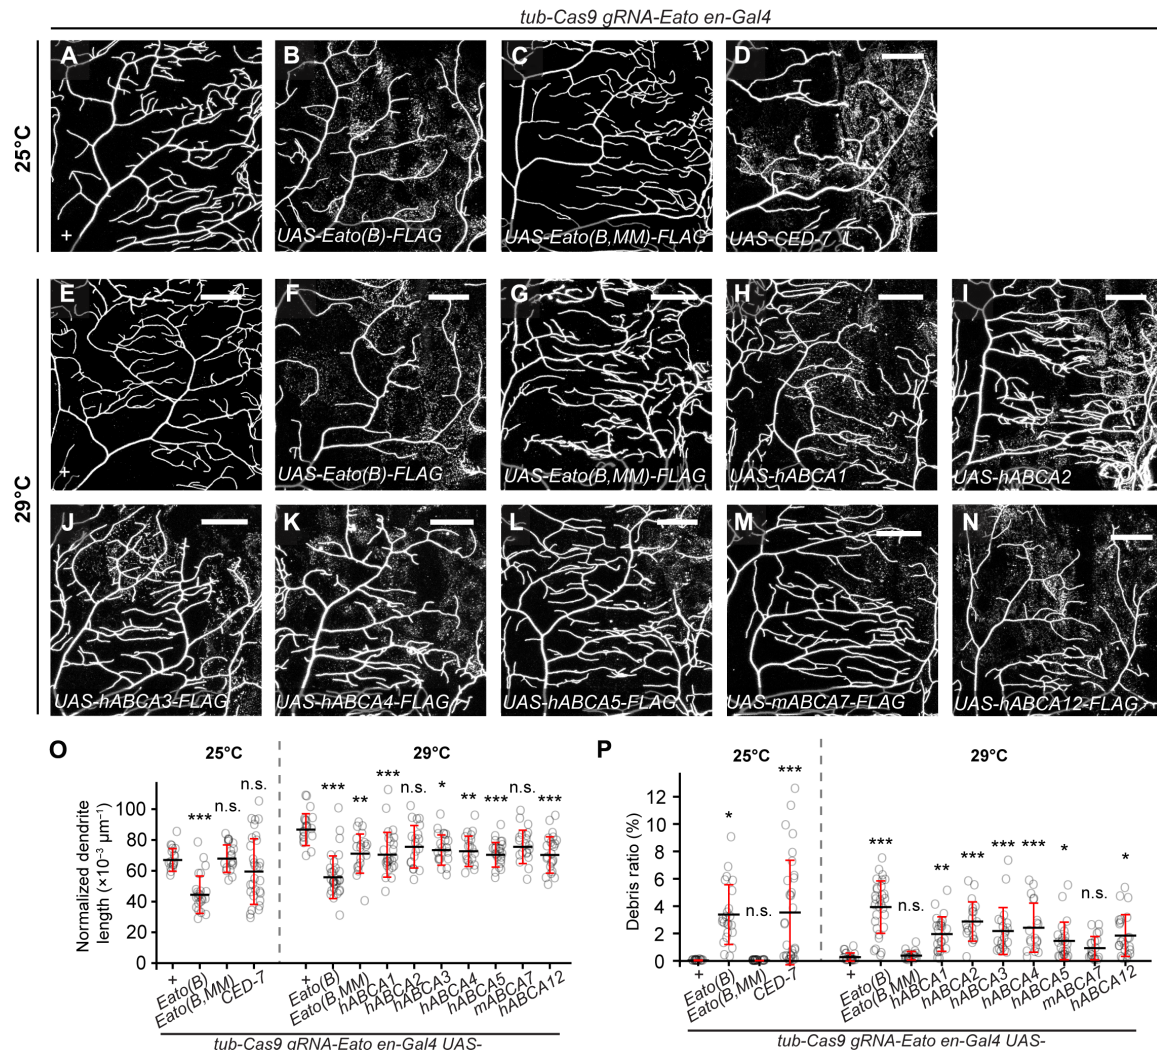 tub-Cas9 gRNA-Eato en-Gal4
25°C
A
B
C
D
+
UAS-Eato(B)-FLAG
UAS-Eato(B,MM)-FLAG
UAS-CED-7
29°C
E
F
G
H
I
+
UAS-Eato(B)-FLAG
UAS-Eato(B,MM)-FLAG
UAS-hABCA1
UAS-hABCA2
J
K
L
M
N
UAS-hABCA3-FLAG
UAS-hABCA4-FLAG
UAS-hABCA5-FLAG
UAS-mABCA7-FLAG
UAS-hABCA12-FLAG
O
25°C
29°C
Normalized dendrite
length (×10⁻³ µm⁻¹)
100
80
60
40
20
0
***
n.s.
n.s.
***
**
***
n.s.
*
**
***
n.s.
***
+
Eato(B)
Eato(B,MM)
CED-7
+
Eato(B)
Eato(B,MM)
hABCA1
hABCA2
hABCA3
hABCA4
hABCA5
mABCA7
hABCA12
tub-Cas9 gRNA-Eato en-Gal4 UAS-
P
25°C
29°C
Debris ratio (%)
12
10
8
6
4
2
0
*
n.s.
***
***
n.s.
**
***
***
***
*
n.s.
*
+
Eato(B)
Eato(B,MM)
CED-7
+
Eato(B)
Eato(B,MM)
hABCA1
hABCA2
hABCA3
hABCA4
hABCA5
mABCA7
hABCA12
tub-Cas9 gRNA-Eato en-Gal4 UAS-